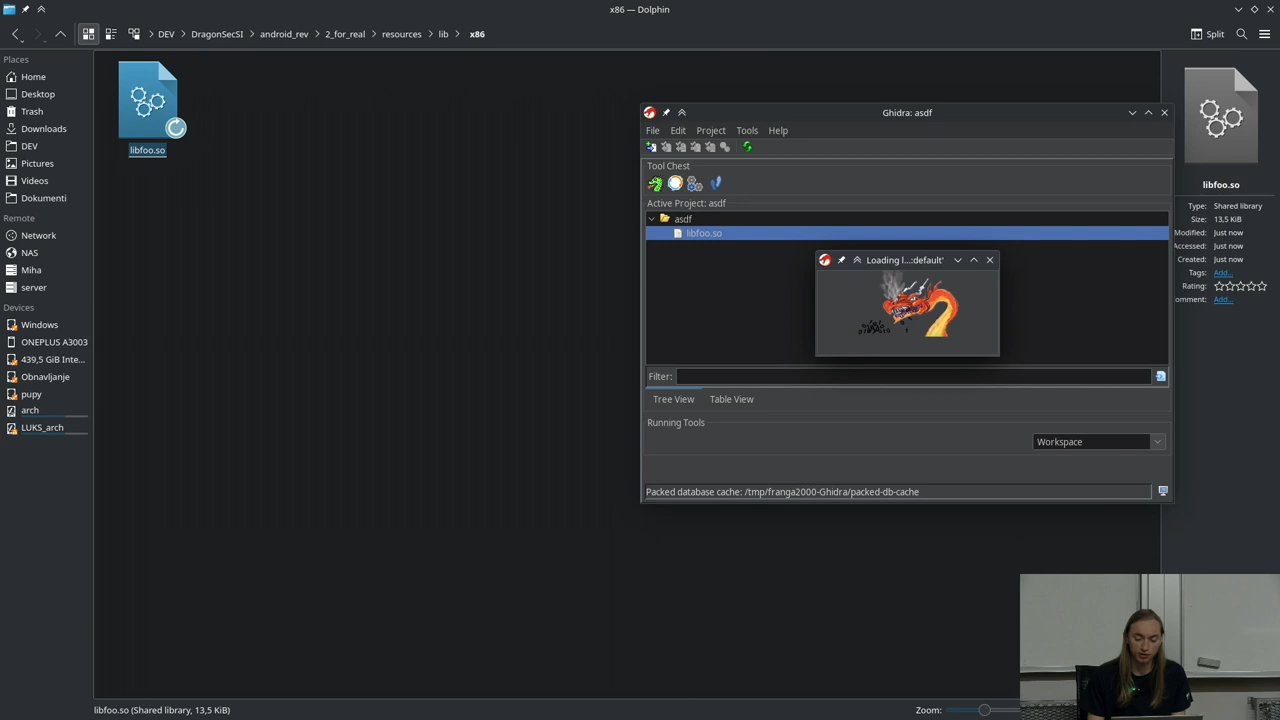 x86 — Dolphin
DEV
DragonSecSI
android_rev
2_for_real
resources
lib
x86
Split
Places
Home
Desktop
Trash
Downloads
DEV
Pictures
Videos
Dokumenti
Remote
Network
NAS
Miha
server
Devices
Windows
ONEPLUS A3003
439,5 GiB Inte...
Obnavljanje
pupy
arch
LUKS_arch
libfoo.so
Ghidra: asdf
File Edit Project Tools Help
Tool Chest
Active Project: asdf
asdf
libfoo.so
Loading l...:default'
Filter:
Tree View Table View
Running Tools
Workspace
Packed database cache: /tmp/franga2000-Ghidra/packed-db-cache
libfoo.so
Type: Shared library
Size: 13,5 KiB
Modified: Just now
Accessed: Just now
Created: Just now
Tags: Add...
Rating:
omment: Add...
libfoo.so (Shared library, 13,5 KiB)
Zoom: